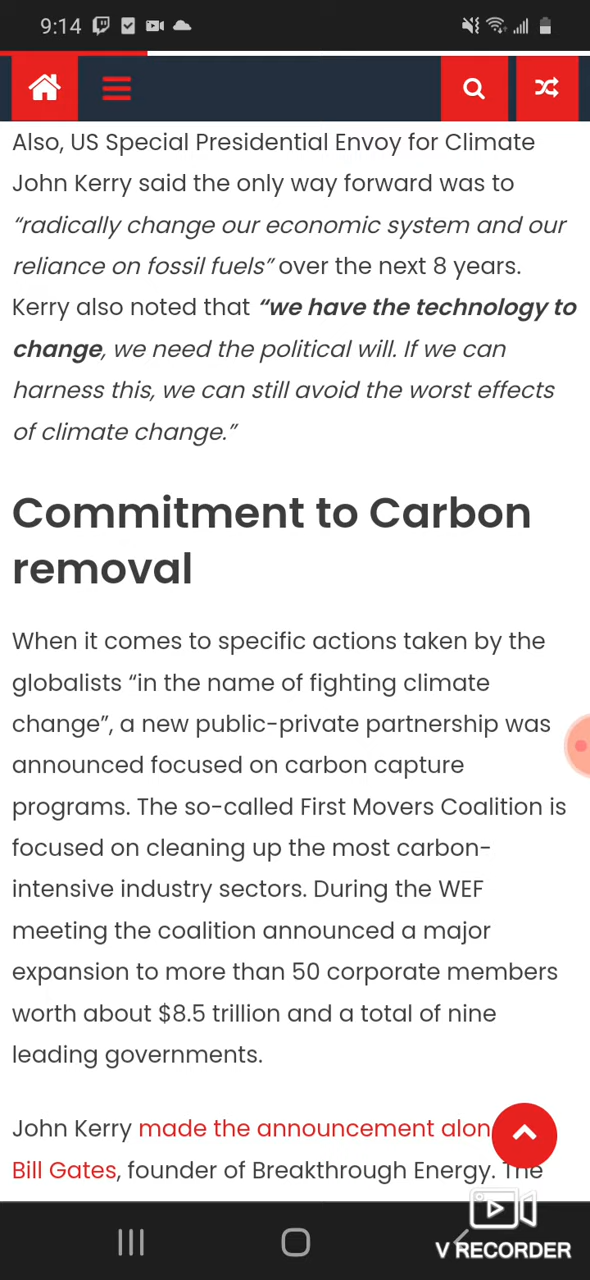 9:14
Also, US Special Presidential Envoy for Climate
John Kerry said the only way forward was to
“radically change our economic system and our
reliance on fossil fuels” over the next 8 years.
Kerry also noted that “we have the technology to
change, we need the political will. If we can
harness this, we can still avoid the worst effects
of climate change.”
Commitment to Carbon
removal
When it comes to specific actions taken by the
globalists “in the name of fighting climate
change”, a new public-private partnership was
announced focused on carbon capture
programs. The so-called First Movers Coalition is
focused on cleaning up the most carbon-
intensive industry sectors. During the WEF
meeting the coalition announced a major
expansion to more than 50 corporate members
worth about $8.5 trillion and a total of nine
leading governments.
John Kerry made the announcement alon
Bill Gates, founder of Breakthrough Energy. The
V RECORDER